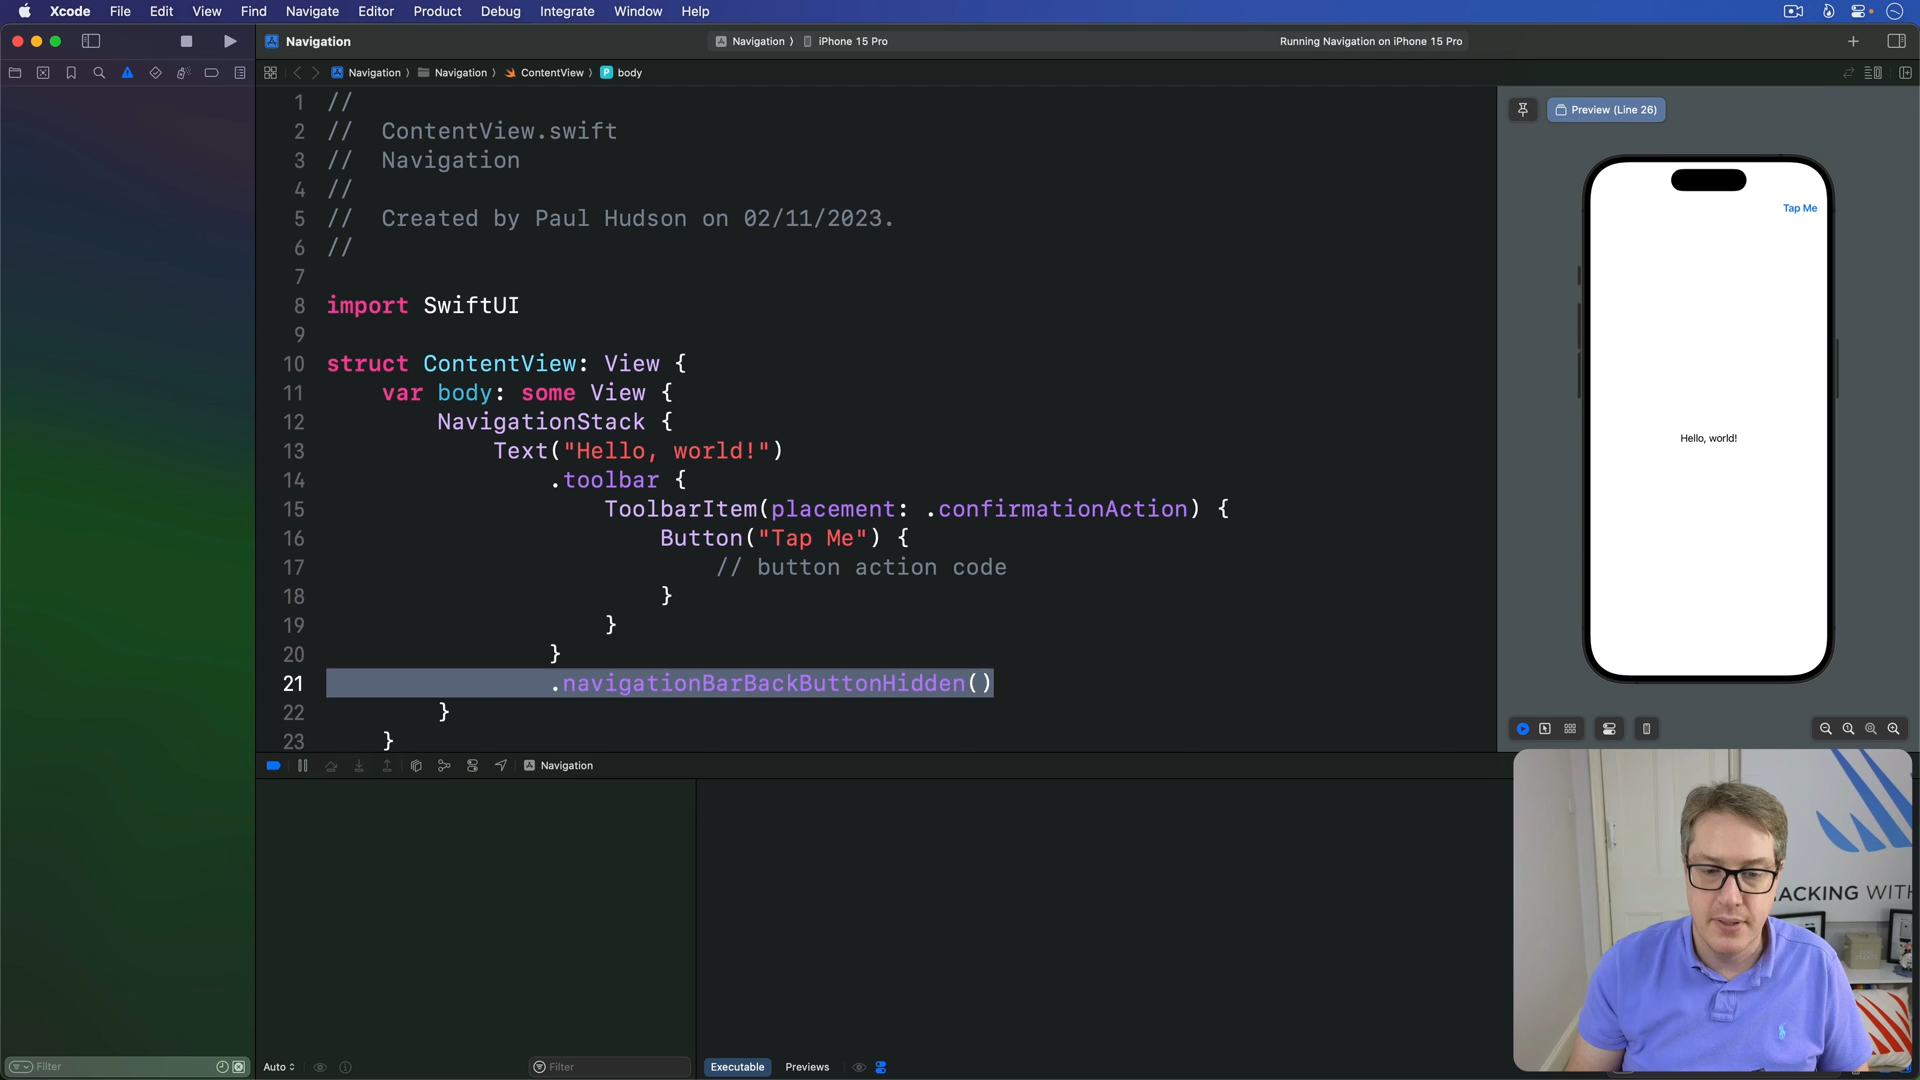 Xcode File Edit View Find Navigate Editor Product Debug Integrate Window Help
Navigation
Navigation iPhone 15 Pro
Running Navigation on iPhone 15 Pro
Navigation Navigation ContentView P body
1 //
2 // ContentView.swift
3 // Navigation
4 //
5 // Created by Paul Hudson on 02/11/2023.
6 //
7
8 import SwiftUI
9
10 struct ContentView: View {
11 var body: some View {
12 NavigationStack {
13 Text("Hello, world!")
14 .toolbar {
15 ToolbarItem(placement: .confirmationAction) {
16 Button("Tap Me") {
17 // button action code
18 }
19 }
20 }
21 .navigationBarBackButtonHidden()
22 }
23 }
Preview (Line 26)
Tap Me
Hello, world!
Navigation
ACKING WITH
Filter
Auto
Filter
Executable
Previews